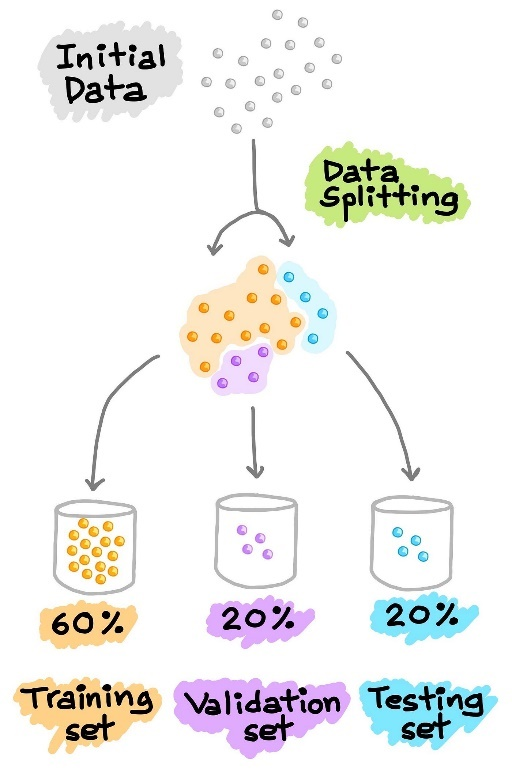 Initial
Data
Data
Splitting
60%
20%
20%
Training
set
Validation
set
Testing
set